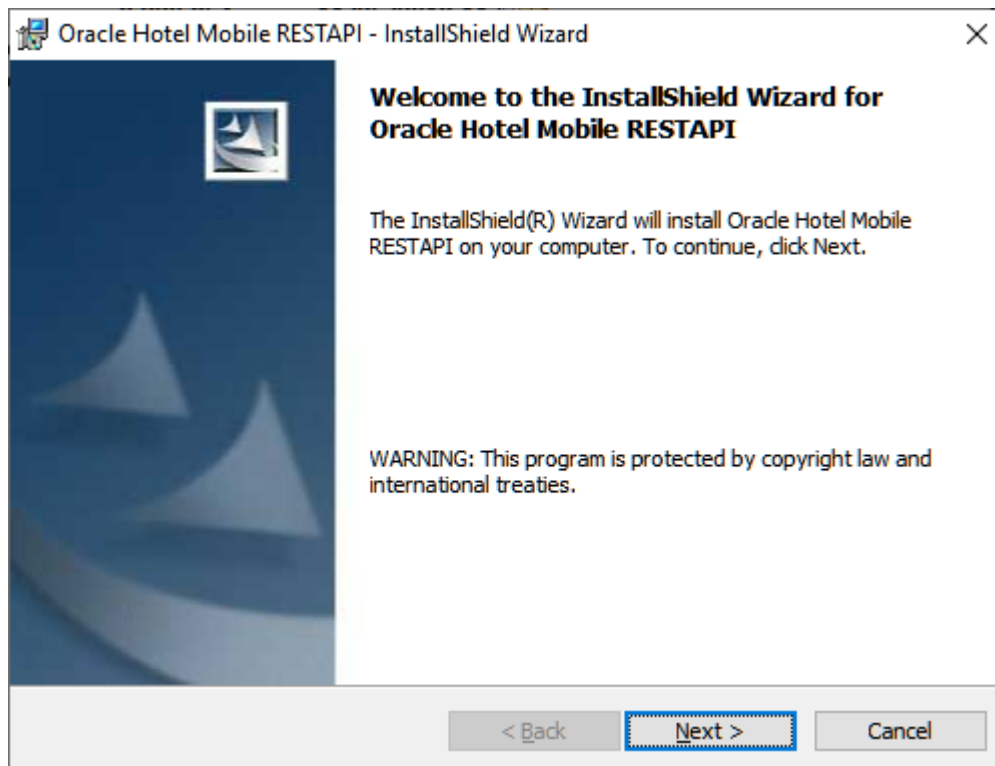 Oracle Hotel Mobile RESTAPI - InstallShield Wizard
Welcome to the InstallShield Wizard for
Oracle Hotel Mobile RESTAPI
The InstallShield(R) Wizard will install Oracle Hotel Mobile
RESTAPI on your computer. To continue, click Next.
WARNING: This program is protected by copyright law and
international treaties.
< Back Next > Cancel